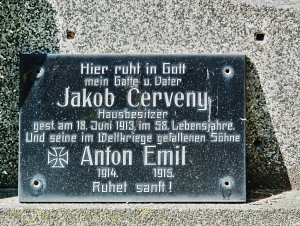 Hier ruht in Gott
mein Gatte u. Vater
Jakob Cerveny
Hausbesitzer
gest. am 18. Juni 1913, im 58. Lebensjahre.
Und seine im Weltkriege gefallenen Söhne
Anton Emil
1914. 1915.
Ruhet sanft!